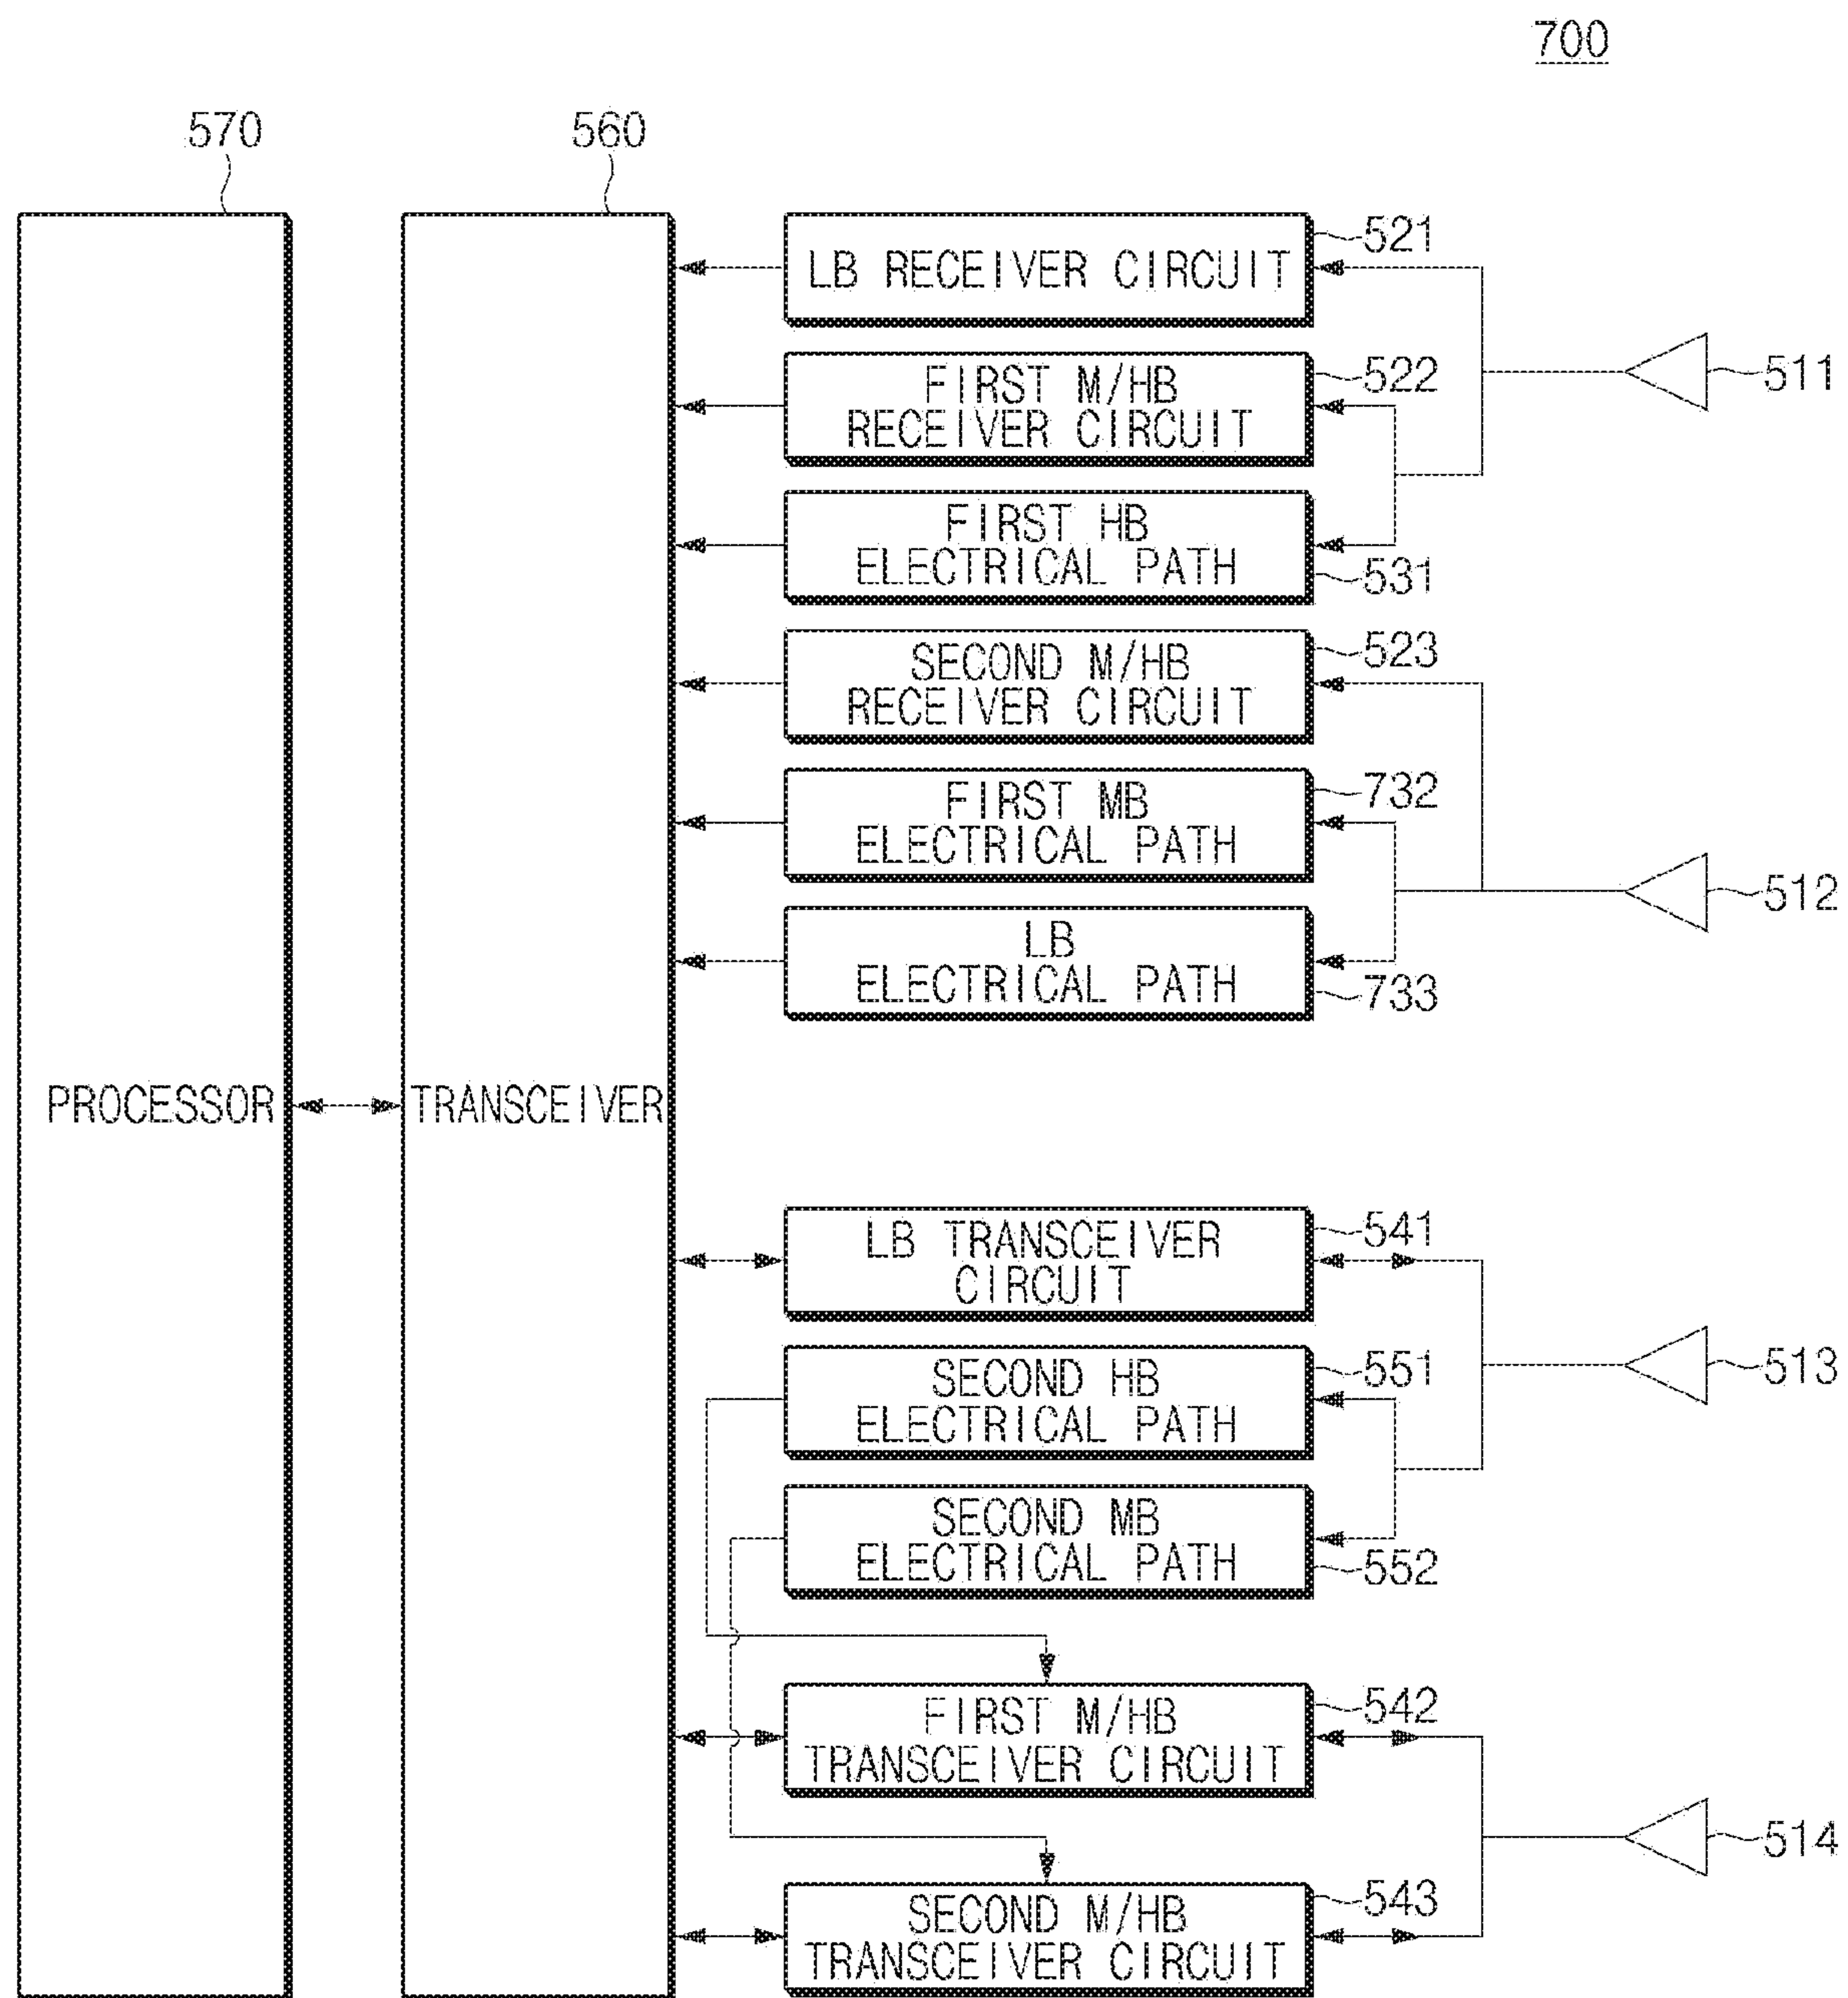 700
570
560
521
LB RECEIVER CIRCUIT
522
FIRST M/HB
RECEIVER CIRCUIT
511
FIRST HB
ELECTRICAL PATH
531
523
SECOND M/HB
RECEIVER CIRCUIT
732
FIRST MB
ELECTRICAL PATH
512
LB
ELECTRICAL PATH
733
PROCESSOR
TRANSCEIVER
541
LB TRANSCEIVER
CIRCUIT
551
SECOND HB
ELECTRICAL PATH
513
SECOND MB
ELECTRICAL PATH
552
542
FIRST M/HB
TRANSCEIVER CIRCUIT
514
543
SECOND M/HB
TRANSCEIVER CIRCUIT